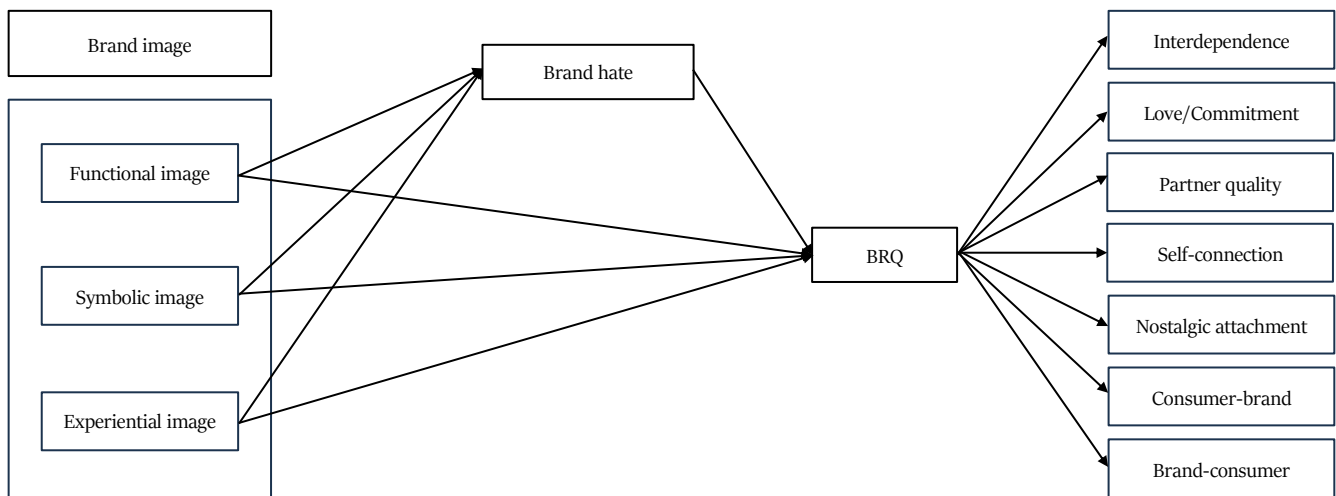 Brand image
Functional image
Symbolic image
Experiential image
Brand hate
BRQ
Interdependence
Love/Commitment
Partner quality
Self-connection
Nostalgic attachment
Consumer-brand
Brand-consumer